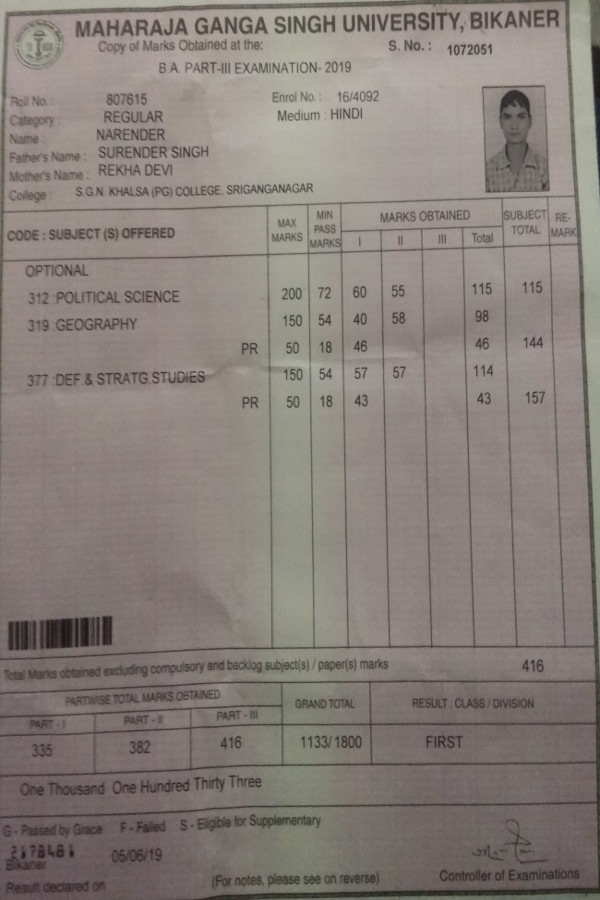 MAHARAJA GANGA SINGH UNIVERSITY, BIKANER
Copy of Marks Obtained at the: S. No. : 1072051
B.A. PART-III EXAMINATION- 2019
Roll No. : 807615 Enrol No. : 16/4092
Category : REGULAR Medium : HINDI
Name : NARENDER
Father's Name : SURENDER SINGH
Mother's Name : REKHA DEVI
College : S.G.N. KHALSA (PG) COLLEGE, SRIGANGANAGAR
CODE : SUBJECT (S) OFFERED MAX MARKS MIN PASS MARKS MARKS OBTAINED I II III Total SUBJECT TOTAL RE-MARK
OPTIONAL
312 :POLITICAL SCIENCE 200 72 60 55 115 115
319 :GEOGRAPHY 150 54 40 58 98
PR 50 18 46 46 144
377 :DEF.& STRATG.STUDIES 150 54 57 57 114
PR 50 18 43 43 157
Total Marks obtained excluding compulsory and backlog subject(s) / paper(s) marks 416
PARTWISE TOTAL MARKS OBTAINED GRAND TOTAL RESULT : CLASS / DIVISION
PART - I PART - II PART - III
335 382 416 1133/1800 FIRST
One Thousand One Hundred Thirty Three
G - Passed by Grace F - Failed S - Eligible for Supplementary
2178481
Bikaner 05/06/19
Result declared on (For notes, please see on reverse) Controller of Examinations